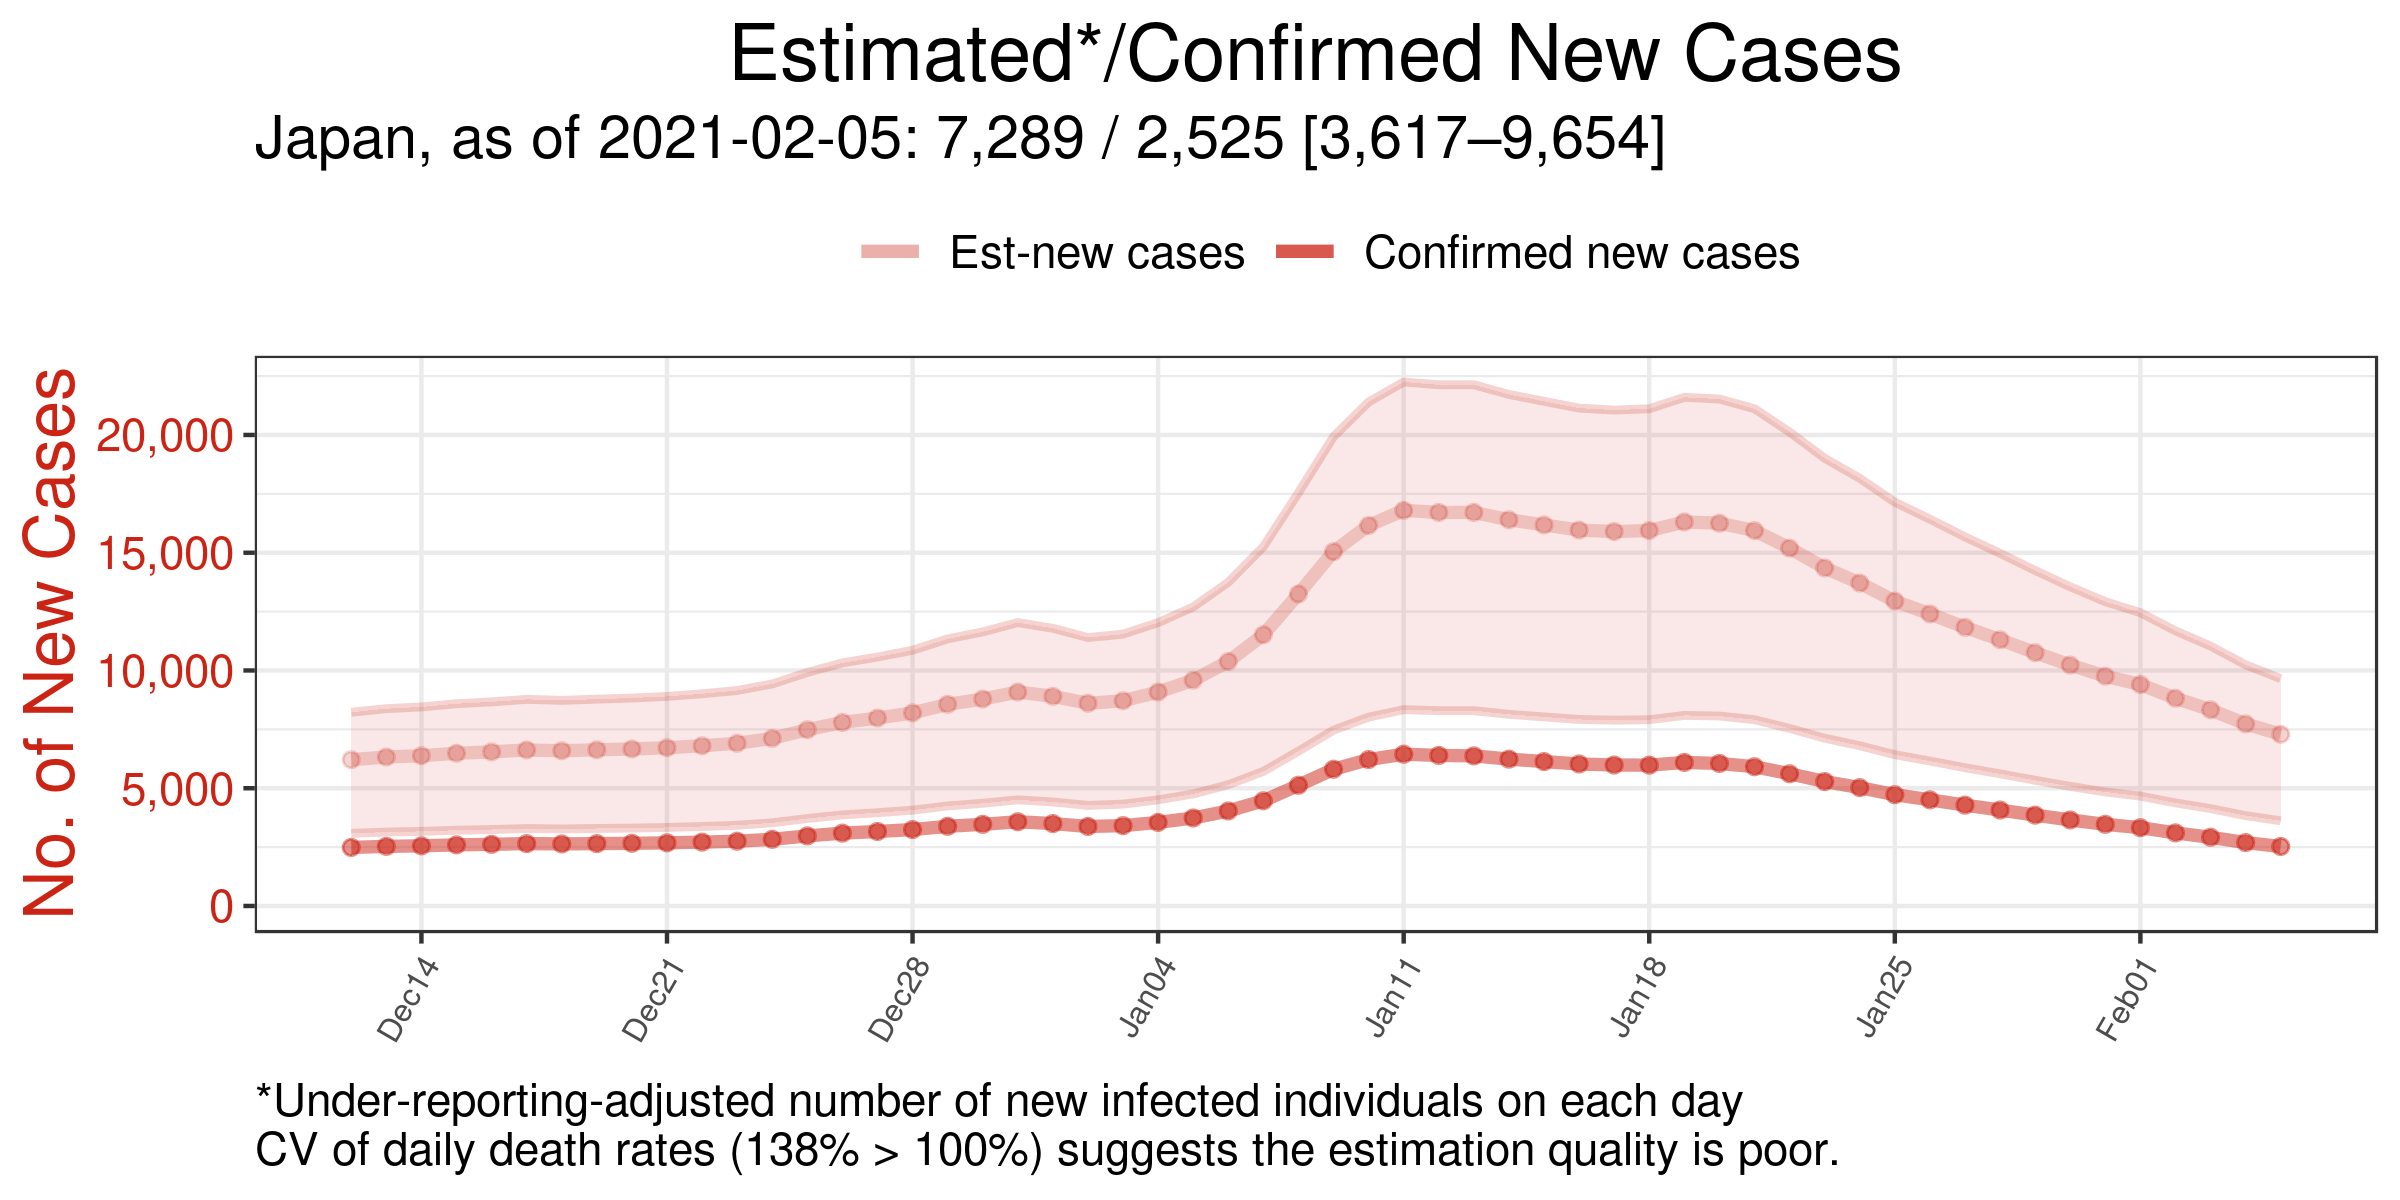 Estimated*/Confirmed New Cases
Japan, as of 2021-02-05: 7,289 / 2,525 [3,617–9,654]
Est-new cases Confirmed new cases
No. of New Cases
20,000
15,000
10,000
5,000
0
Dec14 Dec21 Dec28 Jan04 Jan11 Jan18 Jan25 Feb01
*Under-reporting-adjusted number of new infected individuals on each day
CV of daily death rates (138% > 100%) suggests the estimation quality is poor.